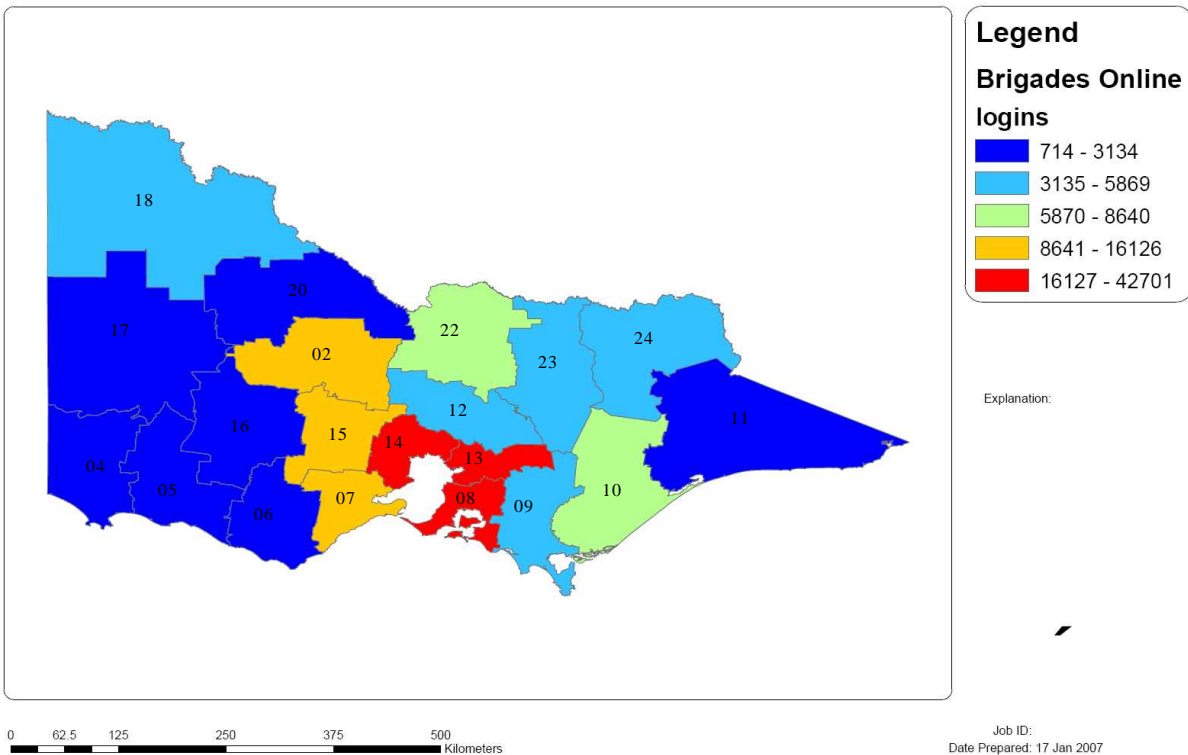 Legend
Brigades Online
logins
714 - 3134
3135 - 5869
5870 - 8640
8641 - 16126
16127 - 42701
18
20
17
22
24
02
23
12
11
16
15
14
13
04
05
10
07
08
09
06
Explanation:
0 62.5 125 250 375 500
Kilometers
Job ID:
Date Prepared: 17 Jan 2007